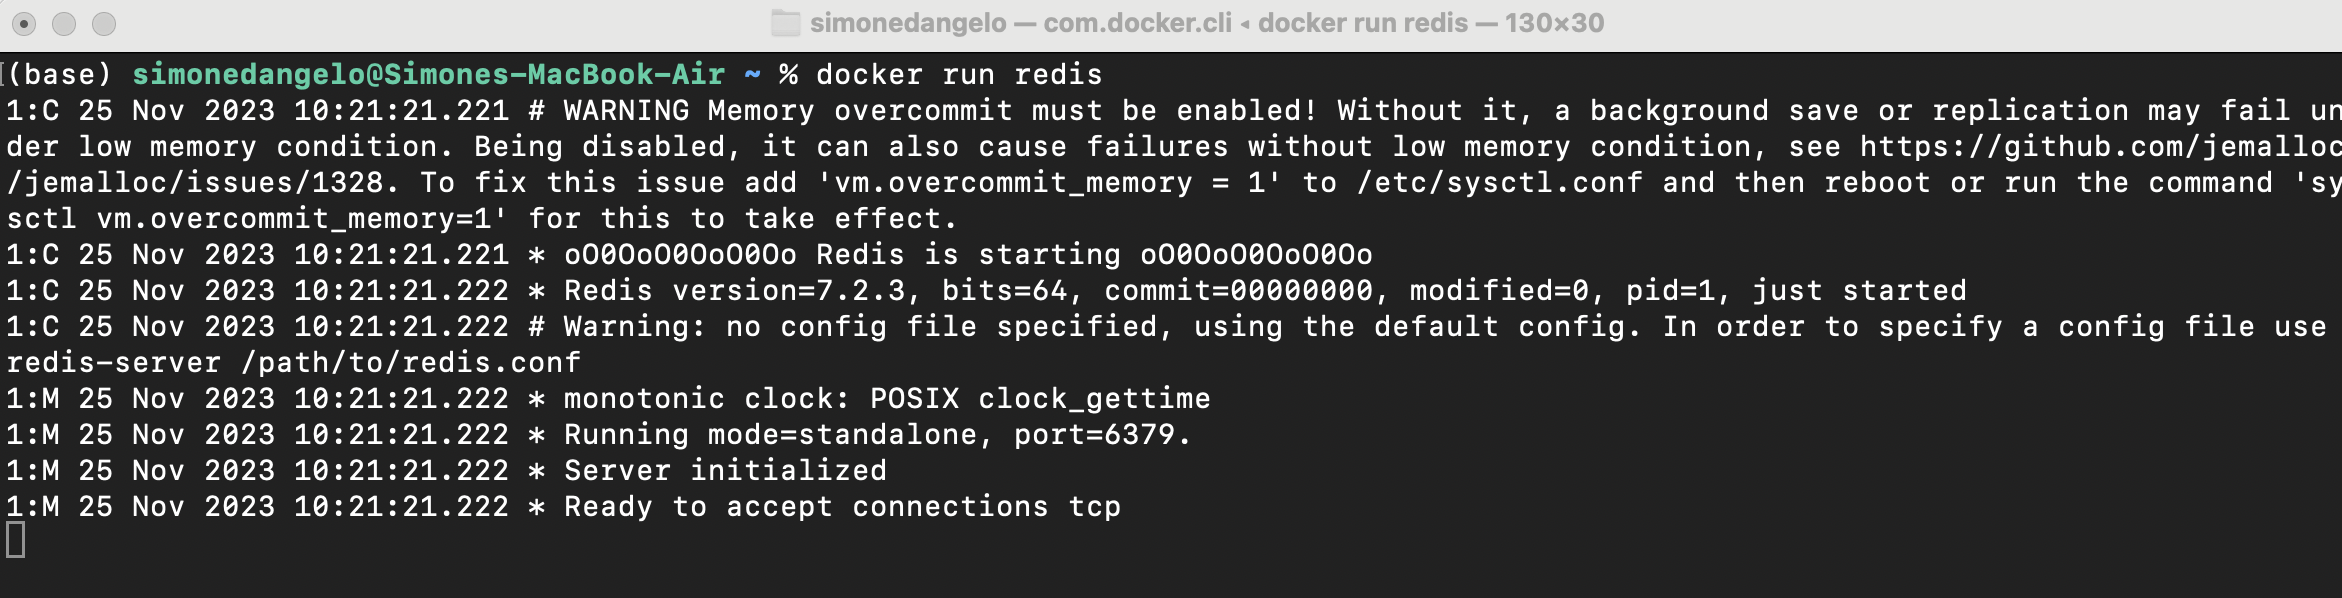 simonedangelo — com.docker.cli ◂ docker run redis — 130×30
(base) simonedangelo@Simones-MacBook-Air ~ % docker run redis
1:C 25 Nov 2023 10:21:21.221 # WARNING Memory overcommit must be enabled! Without it, a background save or replication may fail un
der low memory condition. Being disabled, it can also cause failures without low memory condition, see https://github.com/jemalloc
/jemalloc/issues/1328. To fix this issue add 'vm.overcommit_memory = 1' to /etc/sysctl.conf and then reboot or run the command 'sy
sctl vm.overcommit_memory=1' for this to take effect.
1:C 25 Nov 2023 10:21:21.221 * oO0OoO0OoO0Oo Redis is starting oO0OoO0OoO0Oo
1:C 25 Nov 2023 10:21:21.222 * Redis version=7.2.3, bits=64, commit=00000000, modified=0, pid=1, just started
1:C 25 Nov 2023 10:21:21.222 # Warning: no config file specified, using the default config. In order to specify a config file use
redis-server /path/to/redis.conf
1:M 25 Nov 2023 10:21:21.222 * monotonic clock: POSIX clock_gettime
1:M 25 Nov 2023 10:21:21.222 * Running mode=standalone, port=6379.
1:M 25 Nov 2023 10:21:21.222 * Server initialized
1:M 25 Nov 2023 10:21:21.222 * Ready to accept connections tcp